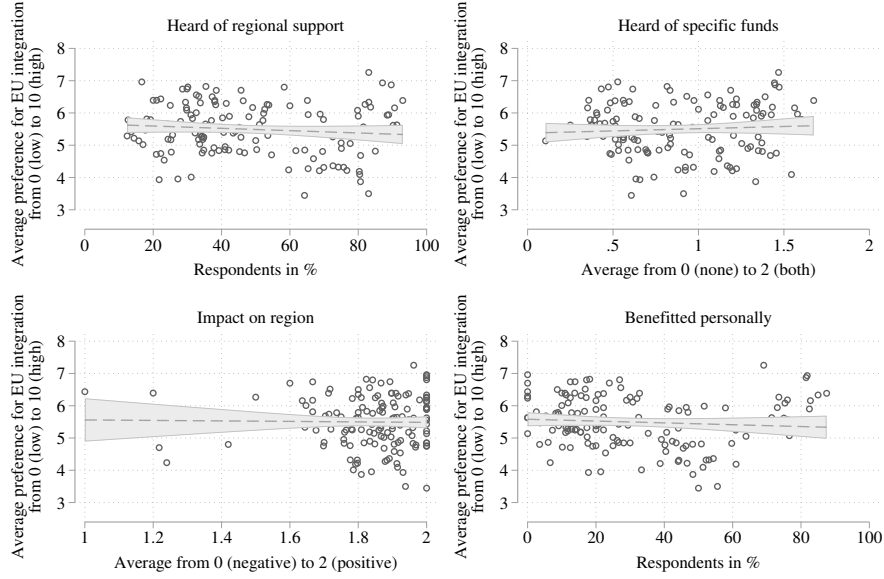 Heard of regional support
Average preference for EU integration
from 0 (low) to 10 (high)
8
7
6
5
4
3
0
20
40
60
80
100
Respondents in %
Heard of specific funds
Average preference for EU integration
from 0 (low) to 10 (high)
8
7
6
5
4
3
0
.5
1
1.5
2
Average from 0 (none) to 2 (both)
Impact on region
Average preference for EU integration
from 0 (low) to 10 (high)
8
7
6
5
4
3
1
1.2
1.4
1.6
1.8
2
Average from 0 (negative) to 2 (positive)
Benefitted personally
Average preference for EU integration
from 0 (low) to 10 (high)
8
7
6
5
4
3
0
20
40
60
80
100
Respondents in %